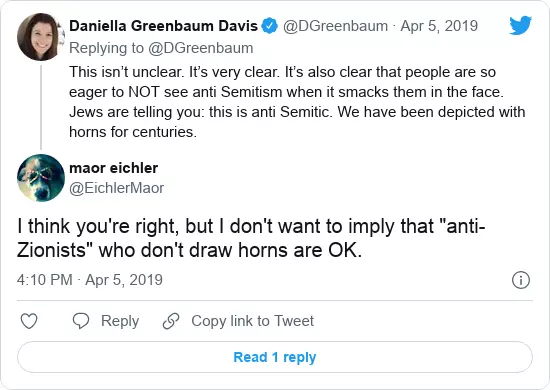 Daniella Greenbaum Davis @DGreenbaum · Apr 5, 2019
Replying to @DGreenbaum
This isn’t unclear. It’s very clear. It’s also clear that people are so
eager to NOT see anti Semitism when it smacks them in the face.
Jews are telling you: this is anti Semitic. We have been depicted with
horns for centuries.
maor eichler
@EichlerMaor
I think you're right, but I don't want to imply that "anti-
Zionists" who don't draw horns are OK.
4:10 PM · Apr 5, 2019
Reply
Copy link to Tweet
Read 1 reply